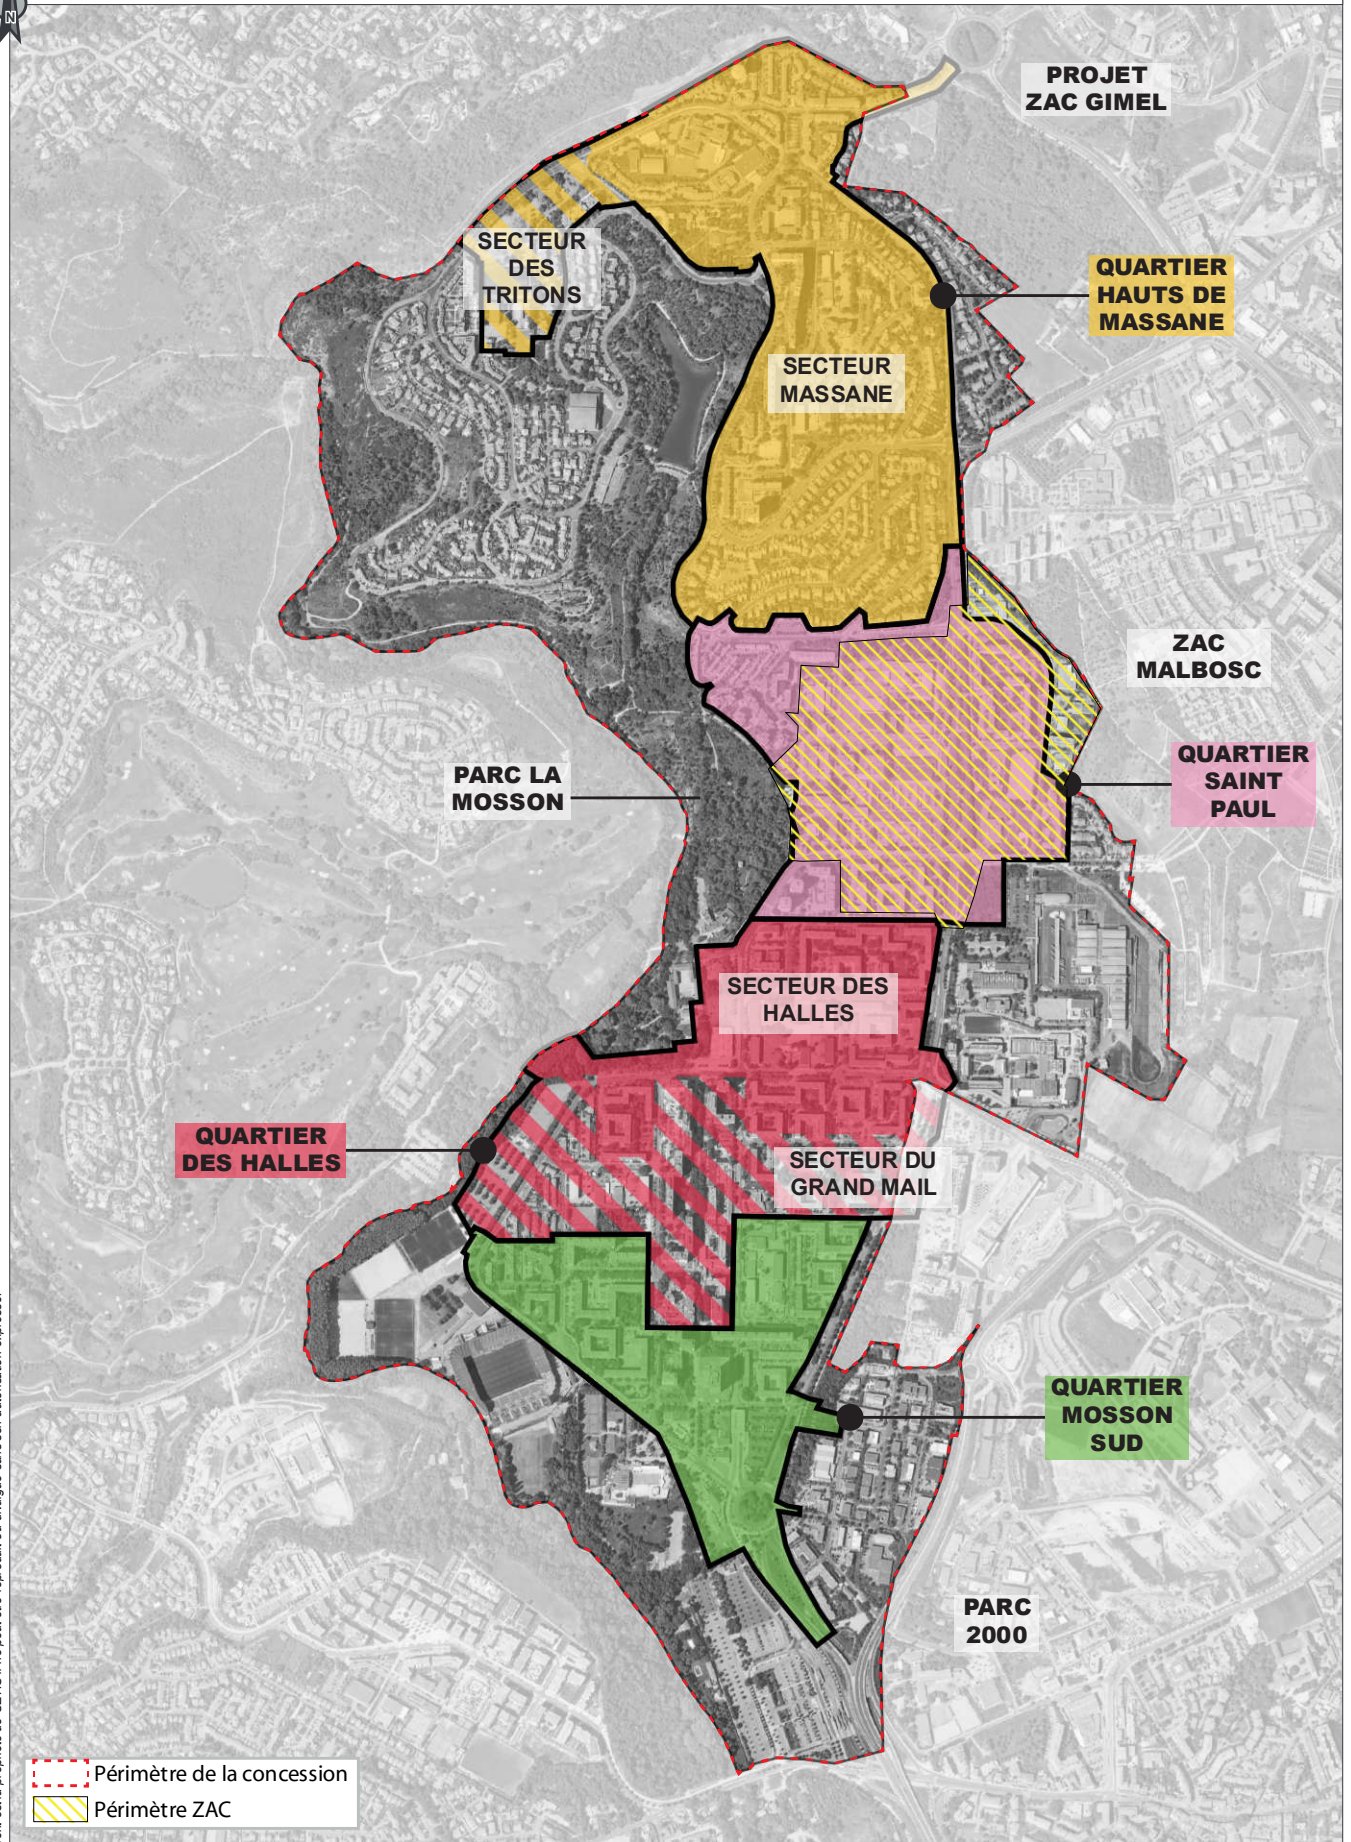 N
PROJET
ZAC GIMEL
SECTEUR
DES
TRITONS
QUARTIER
HAUTS DE
MASSANE
SECTEUR
MASSANE
ZAC
MALBOSC
QUARTIER
SAINT
PAUL
PARC LA
MOSSON
SECTEUR DES
HALLES
QUARTIER
DES HALLES
SECTEUR DU
GRAND MAIL
QUARTIER
MOSSON
SUD
PARC
2000
Périmètre de la concession
Périmètre ZAC